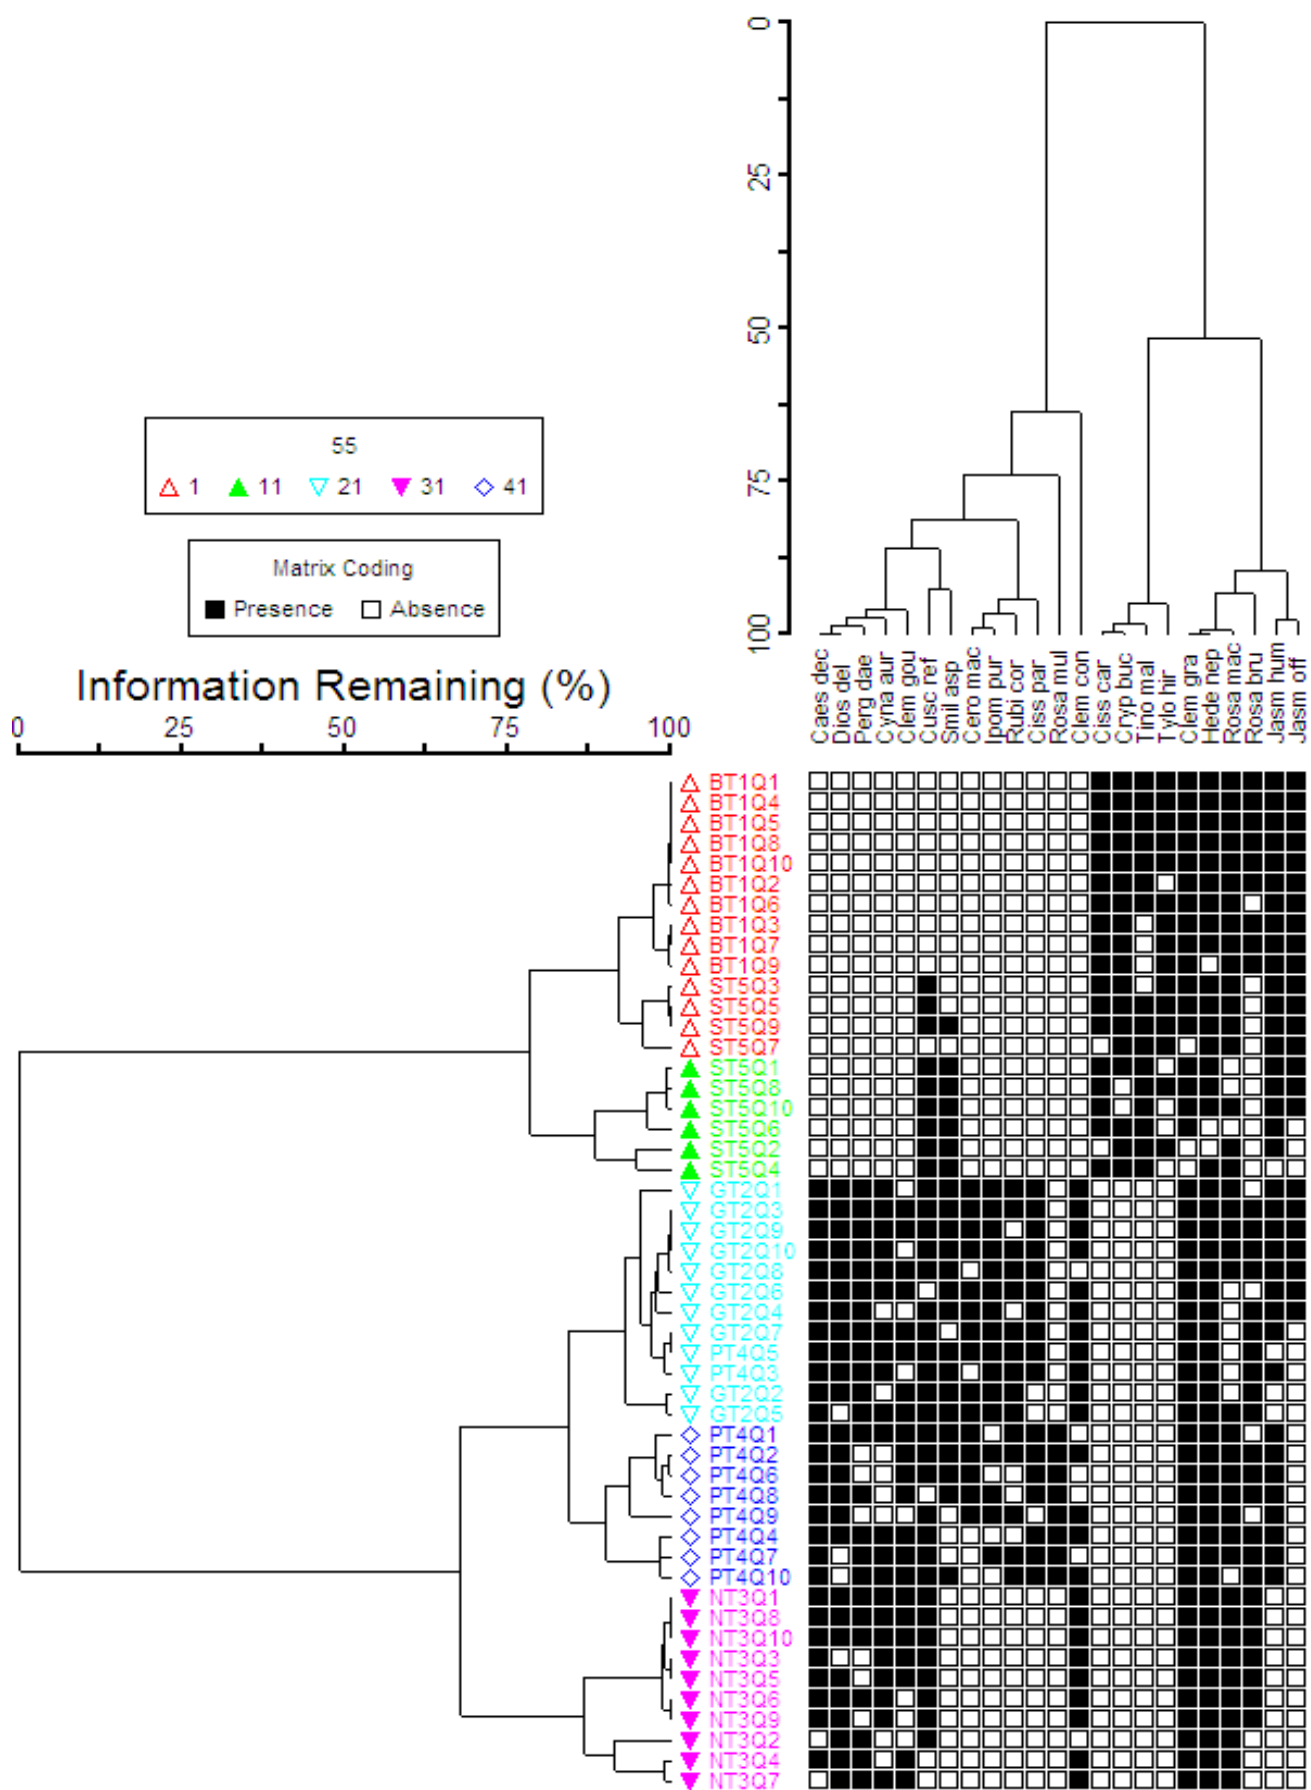 0
25
50
75
100
55
1 11 21 31 41
Matrix Coding
Presence Absence
Information Remaining (%)
0 25 50 75 100
Caes dec
Dios del
Perg dae
Cyna aur
Clem gou
Cusc ref
Smil asp
Cero mac
Ipom pur
Rubi cor
Ciss par
Rosa mul
Clem con
Ciss car
Cryp buc
Tino mal
Tylo hir
Clem gra
Hede nep
Rosa mac
Rosa bru
Jasm hum
Jasm off
BT1Q1
BT1Q4
BT1Q5
BT1Q8
BT1Q10
BT1Q2
BT1Q6
BT1Q3
BT1Q7
BT1Q9
ST5Q3
ST5Q5
ST5Q9
ST5Q7
ST5Q1
ST5Q8
ST5Q10
ST5Q6
ST5Q2
ST5Q4
GT2Q1
GT2Q3
GT2Q9
GT2Q10
GT2Q8
GT2Q6
GT2Q4
GT2Q7
PT4Q5
PT4Q3
GT2Q2
GT2Q5
PT4Q1
PT4Q2
PT4Q6
PT4Q8
PT4Q9
PT4Q4
PT4Q7
PT4Q10
NT3Q1
NT3Q8
NT3Q10
NT3Q3
NT3Q5
NT3Q6
NT3Q9
NT3Q2
NT3Q4
NT3Q7